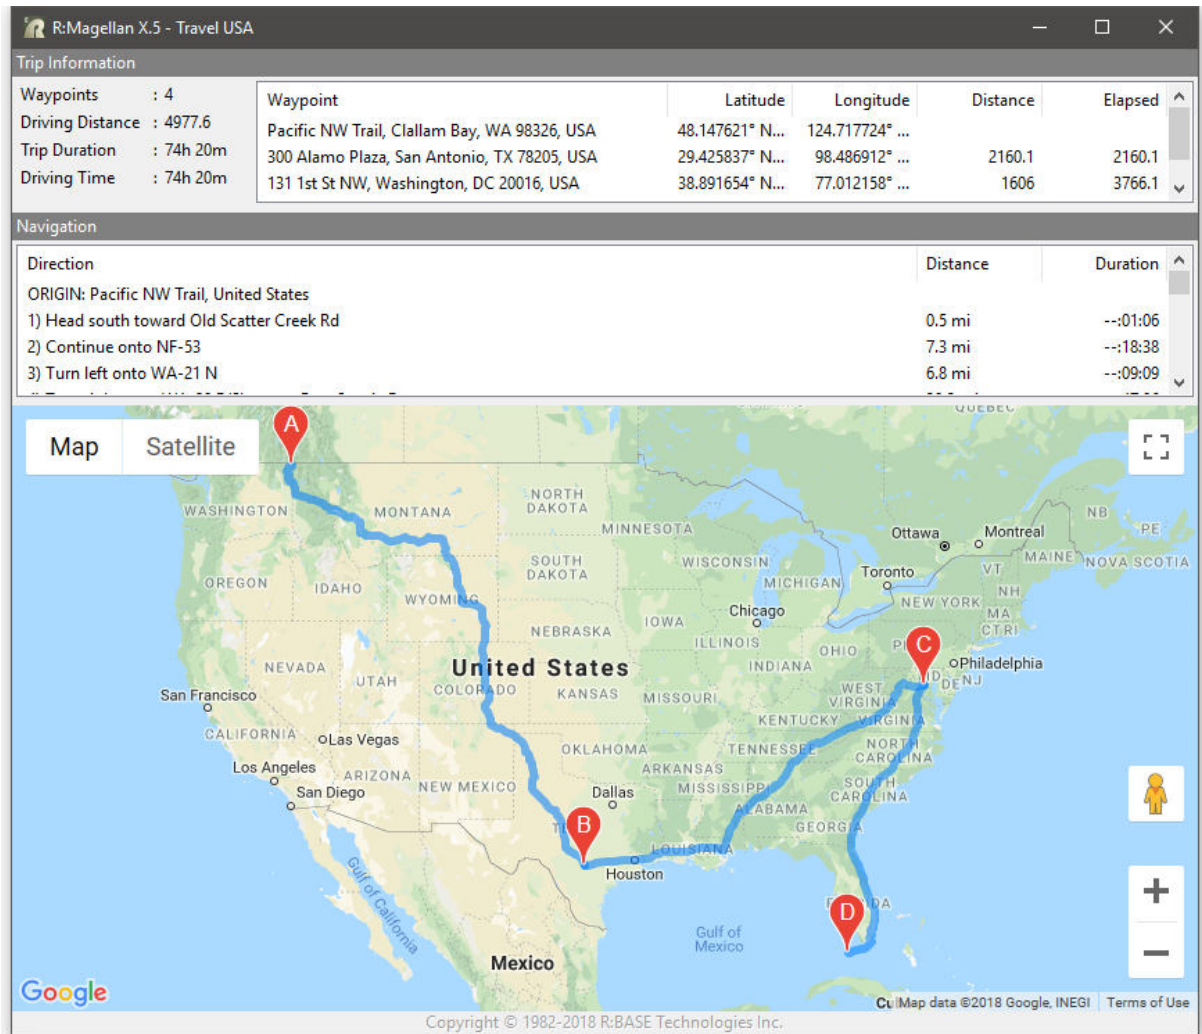 R:Magellan X.5 - Travel USA
Trip Information
Waypoints : 4
Driving Distance : 4977.6
Trip Duration : 74h 20m
Driving Time : 74h 20m
Waypoint Latitude Longitude Distance Elapsed
Pacific NW Trail, Clallam Bay, WA 98326, USA 48.147621° N... 124.717724° ...
300 Alamo Plaza, San Antonio, TX 78205, USA 29.425837° N... 98.486912° ... 2160.1 2160.1
131 1st St NW, Washington, DC 20016, USA 38.891654° N... 77.012158° ... 1606 3766.1
Navigation
Direction Distance Duration
ORIGIN: Pacific NW Trail, United States
1) Head south toward Old Scatter Creek Rd 0.5 mi --:01:06
2) Continue onto NF-53 7.3 mi --:18:38
3) Turn left onto WA-21 N 6.8 mi --:09:09
Map Satellite
A
QUEBEC
WASHINGTON
MONTANA
NORTH
DAKOTA
MINNESOTA
Ottawa
Montreal
NB
PE
MAINE
NOVA SCOTIA
OREGON
IDAHO
WYOMING
SOUTH
DAKOTA
WISCONSIN
MICHIGAN
Toronto
VT
NH
NEW YORK
MA
CT RI
Chicago
NEBRASKA
IOWA
ILLINOIS
INDIANA
OHIO
C
Philadelphia
MD
DE NJ
NEVADA
UTAH
COLORADO
United States
KANSAS
MISSOURI
WEST
VIRGINIA
KENTUCKY
VIRGINIA
San Francisco
CALIFORNIA
Las Vegas
OKLAHOMA
TENNESSEE
NORTH
CAROLINA
Los Angeles
ARIZONA
NEW MEXICO
ARKANSAS
San Diego
Dallas
MISSISSIPPI
SOUTH
CAROLINA
ALABAMA
GEORGIA
B
LOUISIANA
Houston
Gulf of California
D
Gulf of
Mexico
Mexico
Google
Map data ©2018 Google, INEGI Terms of Use
Copyright © 1982-2018 R:BASE Technologies Inc.